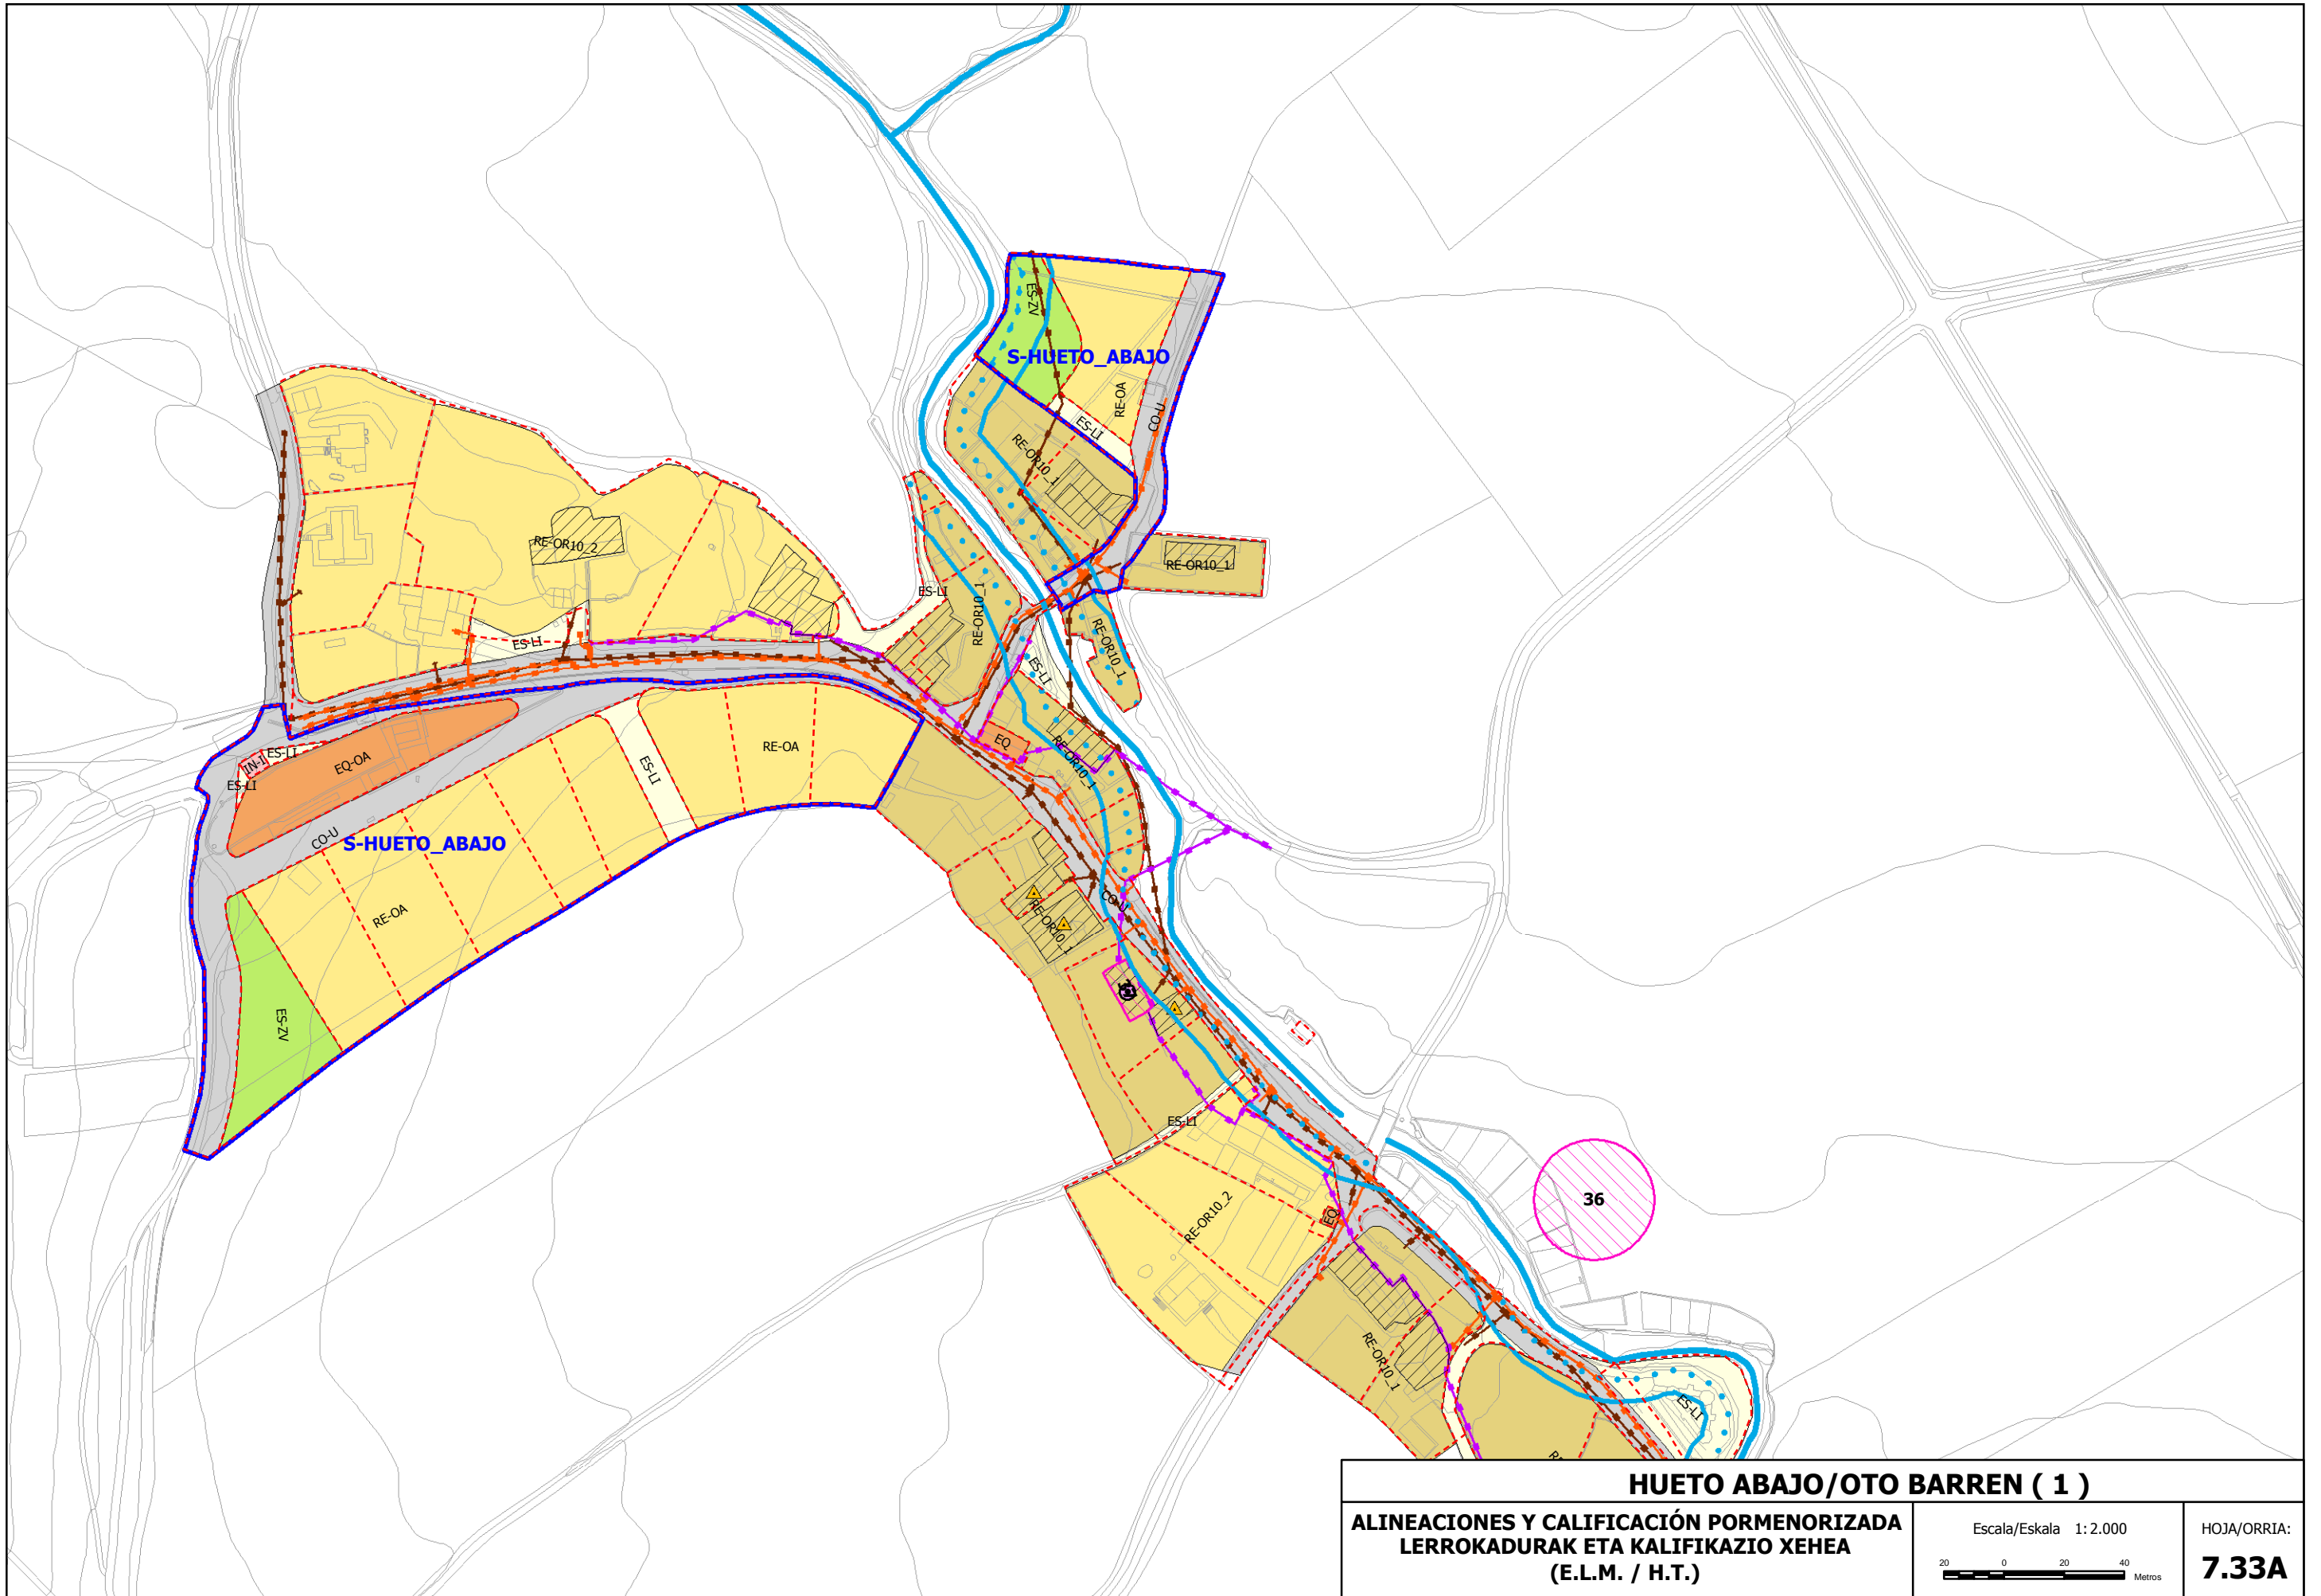 ES-ZV
S-HUETO_ABAJO
RE-OA
CO-U
ES-LI
RE-OR10_1
RE-OR10_2
RE-OR10_1
ES-LI
RE-OR10_1
RE-OR10_1
ES-LI
ES-LI
EQ
RE-OA
RE-OR10_1
ES-LI
IN-I
EQ-OA
ES-LI
ES-LI
CO-U
S-HUETO_ABAJO
RE-OA
CO-U
RE-OR10_1
ES-ZV
ES-LI
36
RE-OR10_2
EQ
RE-OR10_1
ES-LI
HUETO ABAJO/OTO BARREN ( 1 )
ALINEACIONES Y CALIFICACIÓN PORMENORIZADA
LERROKADURAK ETA KALIFIKAZIO XEHEA
(E.L.M. / H.T.)
Escala/Eskala 1:2.000
20 0 20 40
Metros
HOJA/ORRIA:
7.33A